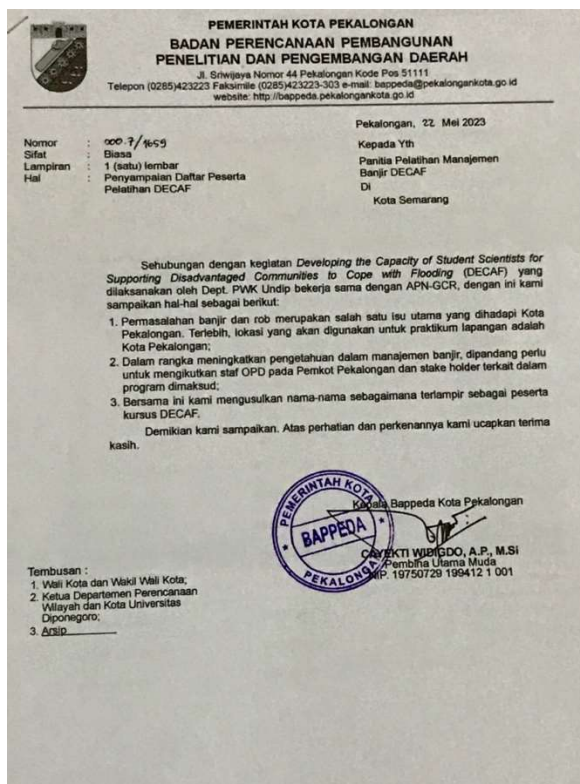 PEMERINTAH KOTA PEKALONGAN
BADAN PERENCANAAN PEMBANGUNAN
PENELITIAN DAN PENGEMBANGAN DAERAH
Jl. Sriwijaya Nomor 44 Pekalongan Kode Pos 51111
Telepon (0285)423223 Faksimile (0285)423223-303 e-mail: bappeda@pekalongankota.go.id
website: http://bappeda.pekalongankota.go.id
Pekalongan, 22 Mei 2023
Nomor : 000.7/1659
Sifat : Biasa
Lampiran : 1 (satu) lembar
Hal : Penyampaian Daftar Peserta
Pelatihan DECAF
Kepada Yth
Panitia Pelatihan Manajemen
Banjir DECAF
Di
Kota Semarang
Sehubungan dengan kegiatan Developing the Capacity of Student Scientists for
Supporting Disadvantaged Communities to Cope with Flooding (DECAF) yang
dilaksanakan oleh Dept. PWK Undip bekerja sama dengan APN-GCR, dengan ini kami
sampaikan hal-hal sebagai berikut:
1. Permasalahan banjir dan rob merupakan salah satu isu utama yang dihadapi Kota
Pekalongan. Terlebih, lokasi yang akan digunakan untuk praktikum lapangan adalah
Kota Pekalongan;
2. Dalam rangka meningkatkan pengetahuan dalam manajemen banjir, dipandang perlu
untuk mengikutkan staf OPD pada Pemkot Pekalongan dan stake holder terkait dalam
program dimaksud;
3. Bersama ini kami mengusulkan nama-nama sebagaimana terlampir sebagai peserta
kursus DECAF.
Demikian kami sampaikan. Atas perhatian dan perkenannya kami ucapkan terima
kasih.
Kepala Bappeda Kota Pekalongan
PEMERINTAH KOTA
BAPPEDA
PEKALONGAN
CAYEKTI WIDIGDO, A.P., M.Si
Pembina Utama Muda
NIP. 19750729 199412 1 001
Tembusan :
1. Wali Kota dan Wakil Wali Kota;
2. Ketua Departemen Perencanaan
Wilayah dan Kota Universitas
Diponegoro;
3. Arsip